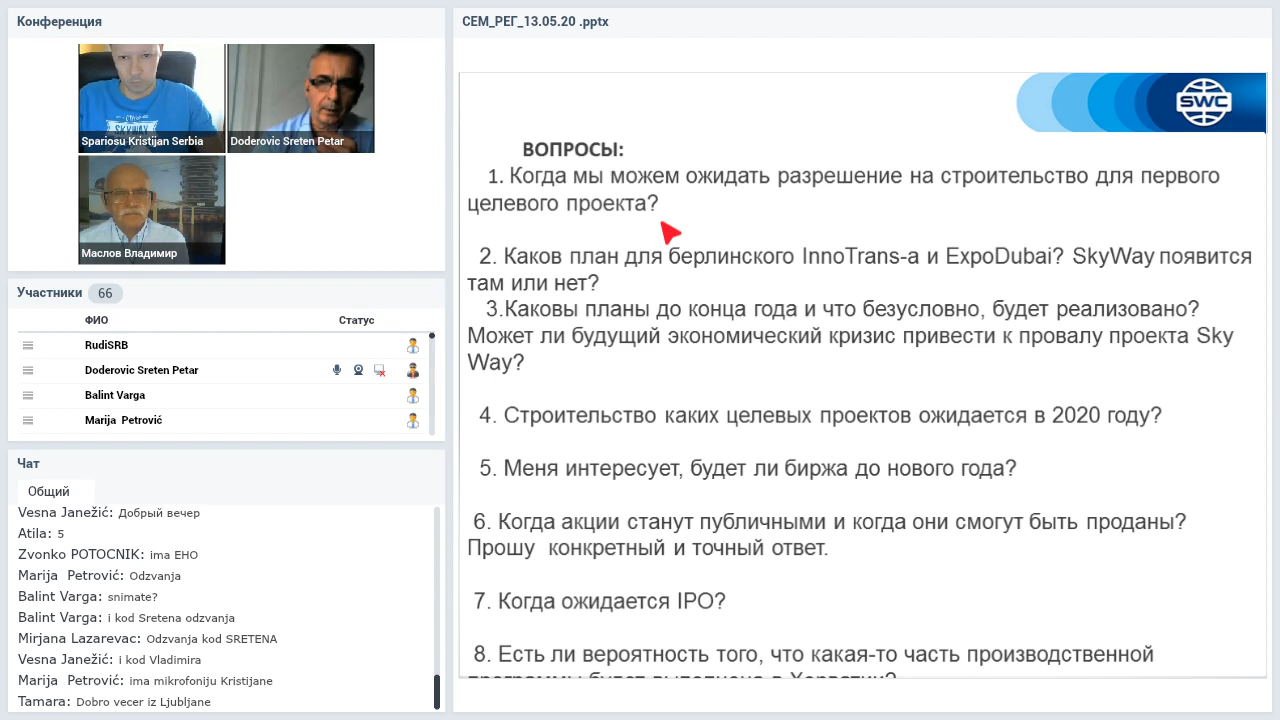 Конференция
SKYWAY
Spariosu Kristijan Serbia
Doderovic Sreten Petar
Маслов Владимир
Участники 66
ФИО Статус
RudiSRB
Doderovic Sreten Petar
Balint Varga
Marija Petrović
Чат
Общий
Vesna Janežić: Добрый вечер
Atila: 5
Zvonko POTOCNIK: ima EHO
Marija Petrović: Odzvanja
Balint Varga: snimate?
Balint Varga: i kod Sretena odzvanja
Mirjana Lazarevac: Odzvanja kod SRETENA
Vesna Janežić: i kod Vladimira
Marija Petrović: ima mikrofoniju Kristijane
Tamara: Dobro vecer iz Ljubljane
СЕМ_РЕГ_13.05.20 .pptx
SWC
ВОПРОСЫ:
1. Когда мы можем ожидать разрешение на строительство для первого
целевого проекта?
2. Каков план для берлинского InnoTrans-а и ExpoDubai? SkyWay появится
там или нет?
3.Каковы планы до конца года и что безусловно, будет реализовано?
Может ли будущий экономический кризис привести к провалу проекта Sky
Way?
4. Строительство каких целевых проектов ожидается в 2020 году?
5. Меня интересует, будет ли биржа до нового года?
6. Когда акции станут публичными и когда они смогут быть проданы?
Прошу конкретный и точный ответ.
7. Когда ожидается IPO?
8. Есть ли вероятность того, что какая-то часть производственной
программы будет выполнена в Хорватии?